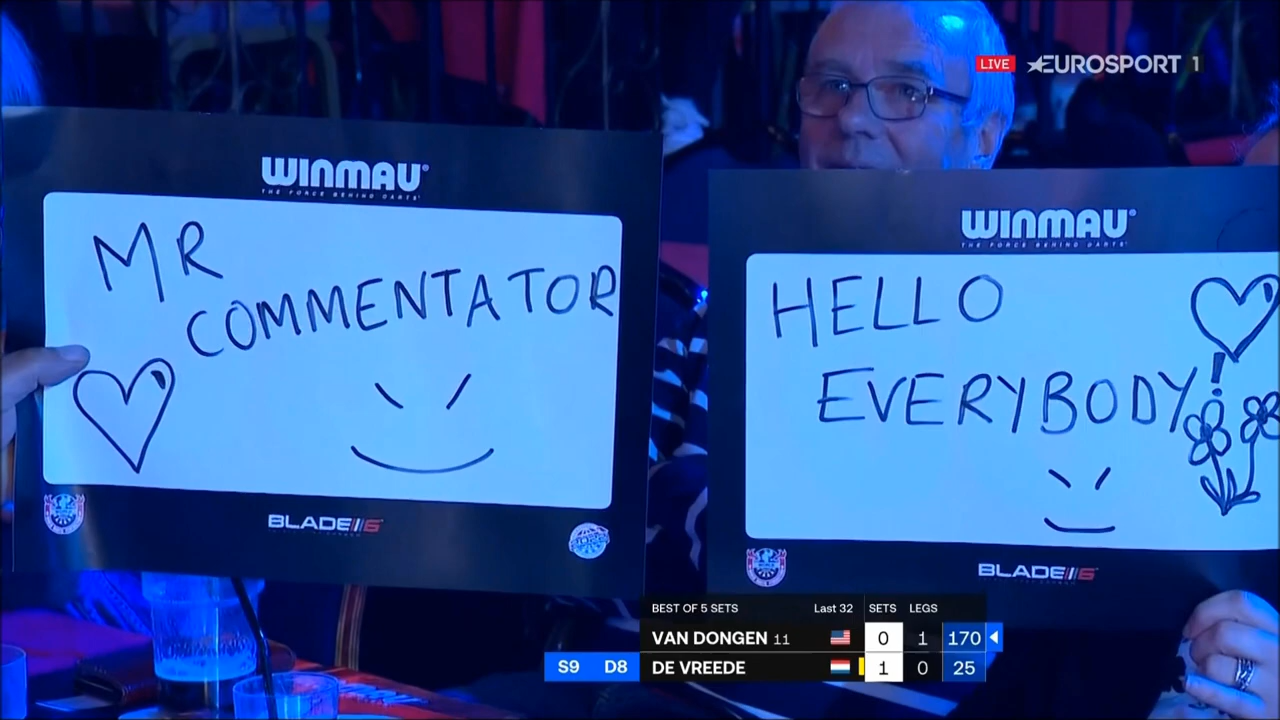 LIVE EUROSPORT 1
WINMAU®
THE FORCE BEHIND DARTS
MR
COMMENTATOR
BLADE 6
WINMAU®
THE FORCE BEHIND DARTS
HELLO
EVERYBODY!
BLADE 6
BEST OF 5 SETS Last 32 SETS LEGS
VAN DONGEN 11 0 1 170
S9 D8 DE VREEDE 1 0 25